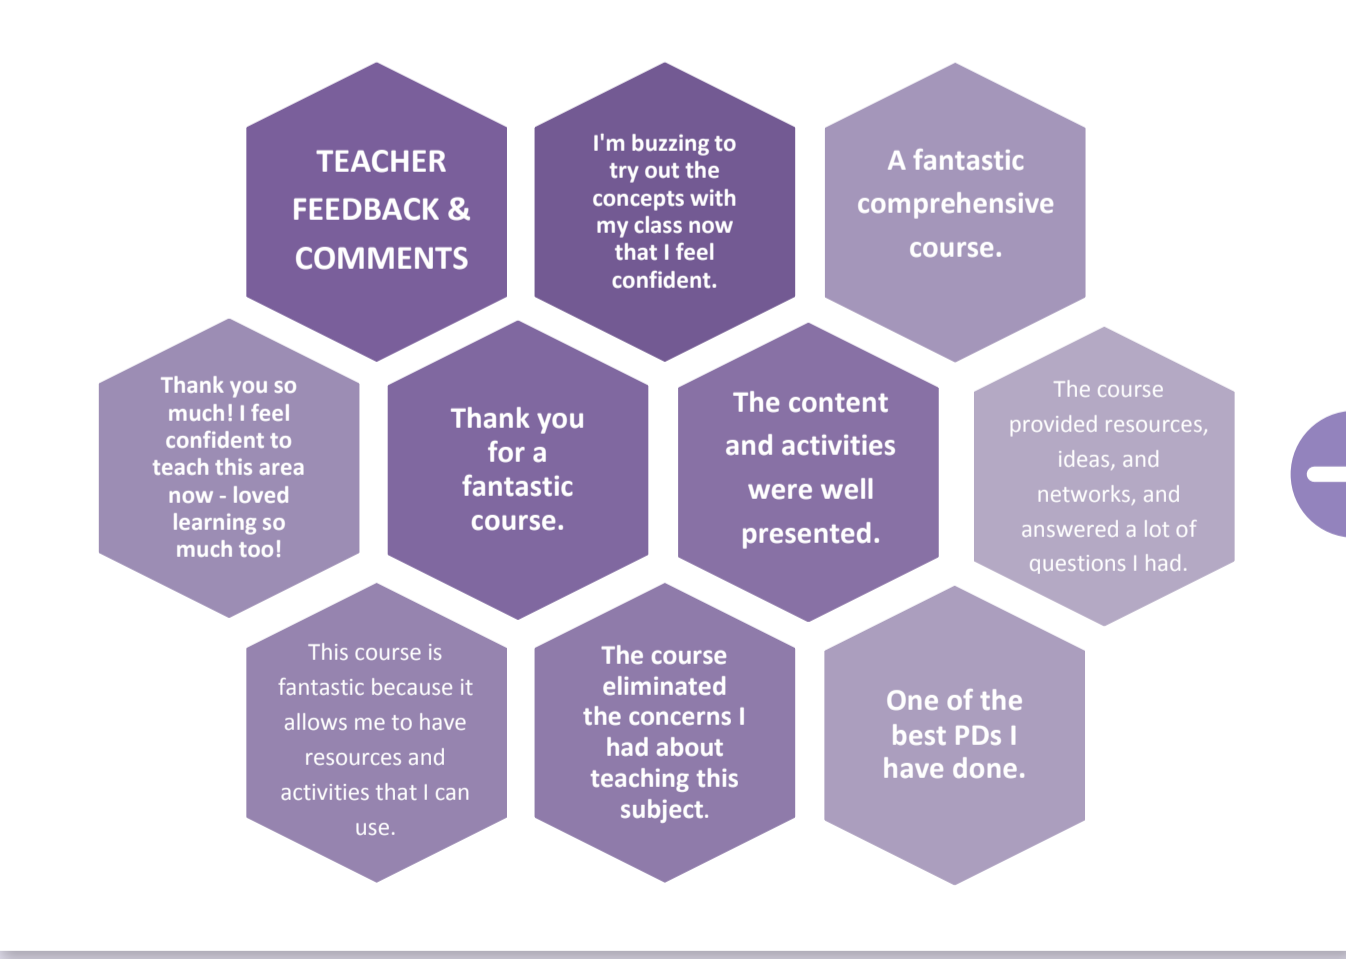 TEACHER
FEEDBACK &
COMMENTS
I'm buzzing to
try out the
concepts with
my class now
that I feel
confident.
A fantastic
comprehensive
course.
Thank you so
much! I feel
confident to
teach this area
now - loved
learning so
much too!
Thank you
for a
fantastic
course.
The content
and activities
were well
presented.
The course
provided resources,
ideas, and
networks, and
answered a lot of
questions I had.
This course is
fantastic because it
allows me to have
resources and
activities that I can
use.
The course
eliminated
the concerns I
had about
teaching this
subject.
One of the
best PDs I
have done.